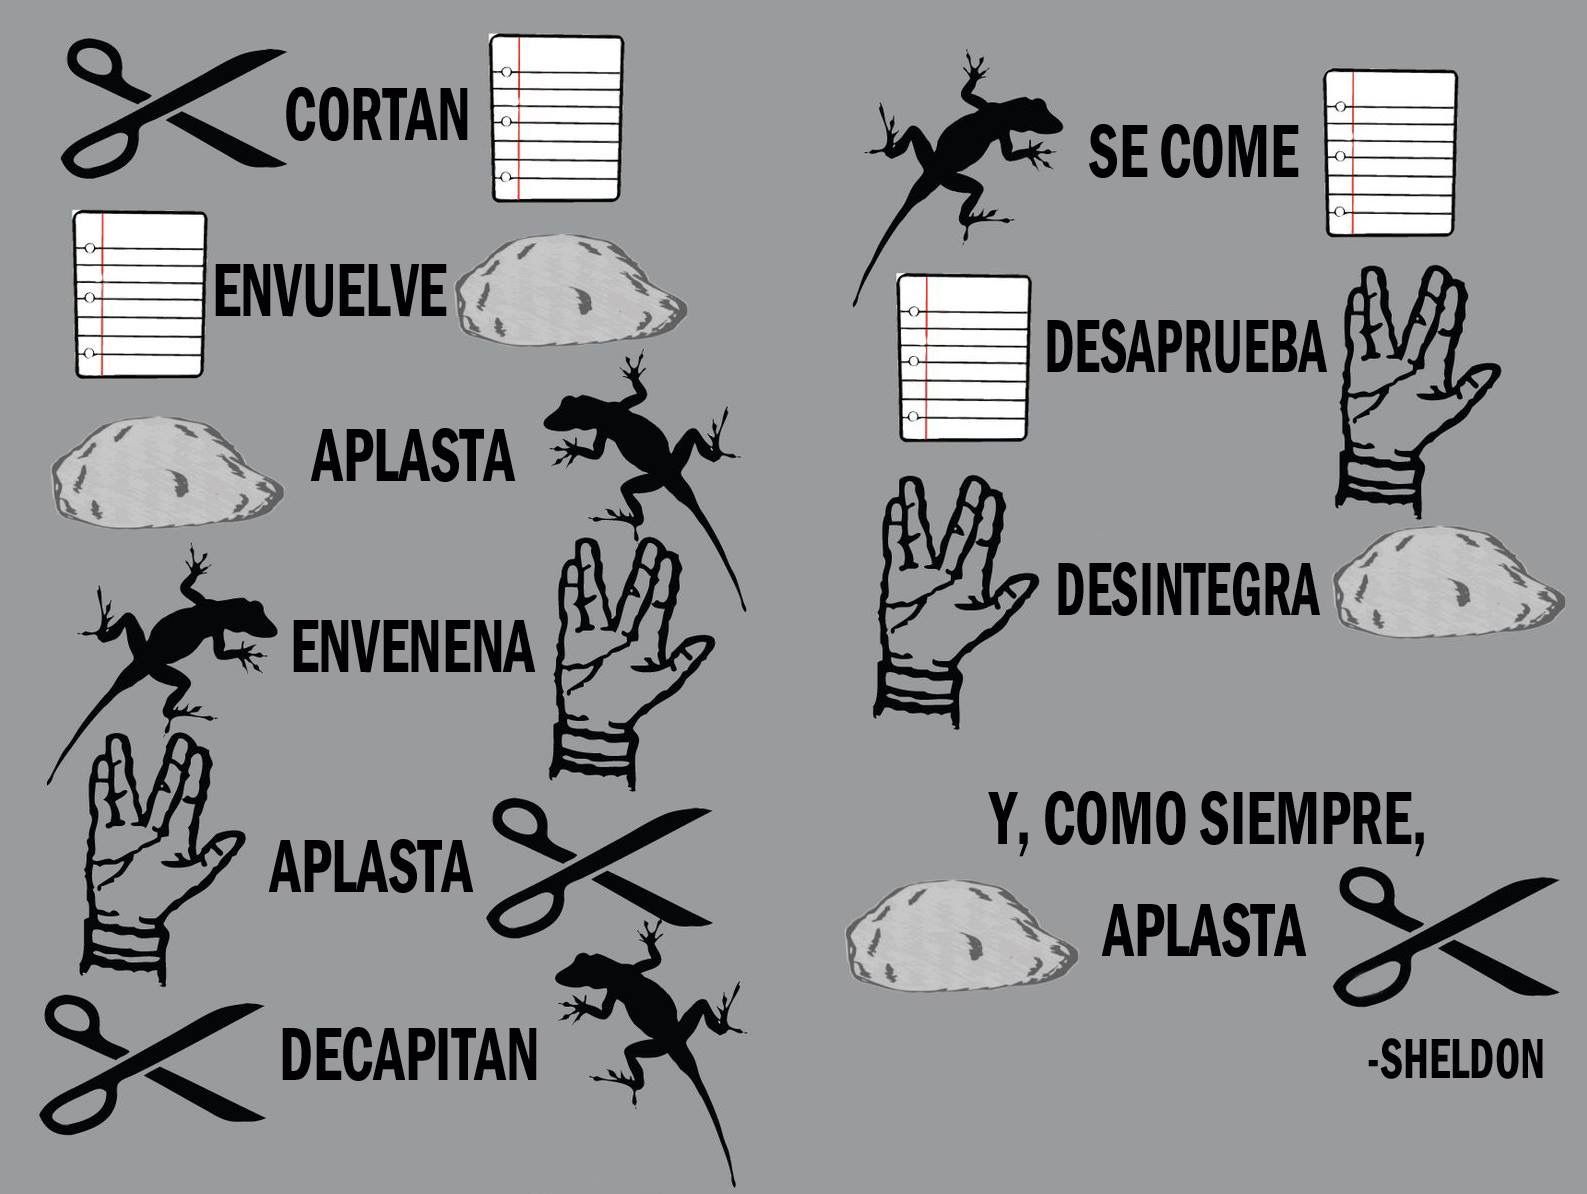 CORTAN
ENVUELVE
APLASTA
ENVENENA
APLASTA
DECAPITAN
SE COME
DESAPRUEBA
DESINTEGRA
Y, COMO SIEMPRE,
APLASTA
-SHELDON